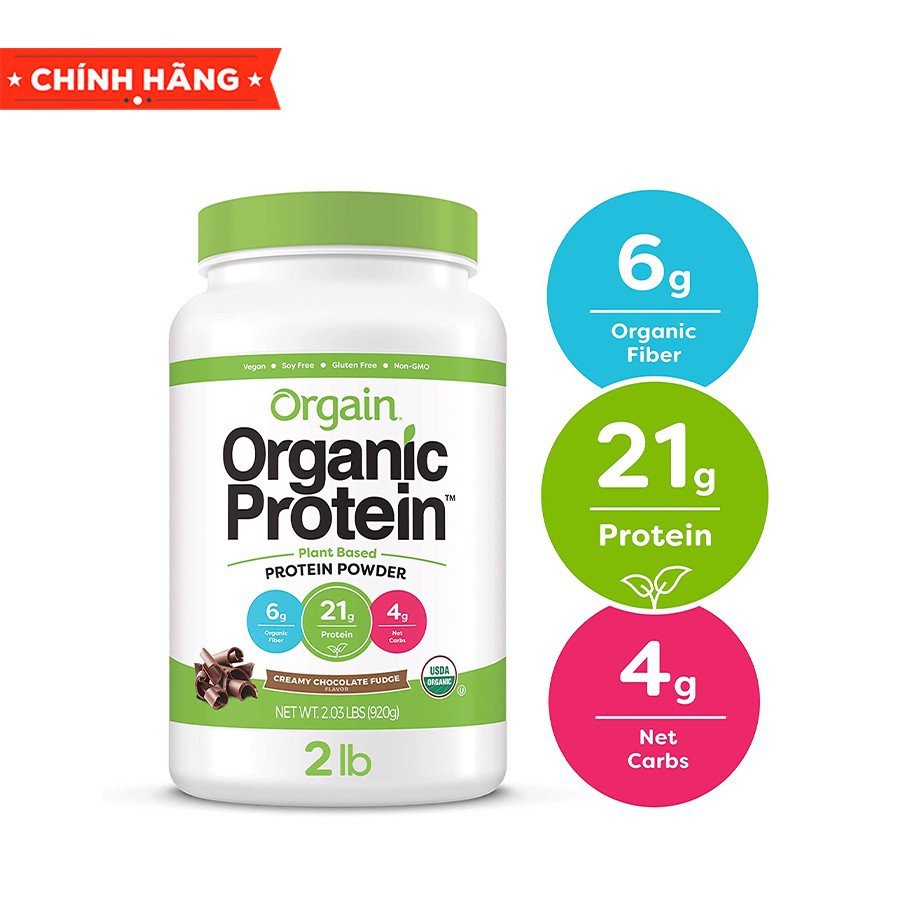 ★ CHÍNH HÃNG ★
Vegan • Soy Free • Gluten Free • Non-GMO
Orgain
Organic
Protein™
Plant Based
PROTEIN POWDER
6g
Organic
Fiber
21g
Protein
4g
Net
Carbs
CREAMY CHOCOLATE FUDGE
FLAVOR
USDA
ORGANIC
NET WT. 2.03 LBS (920g)
2 lb
6g
Organic
Fiber
21g
Protein
4g
Net
Carbs